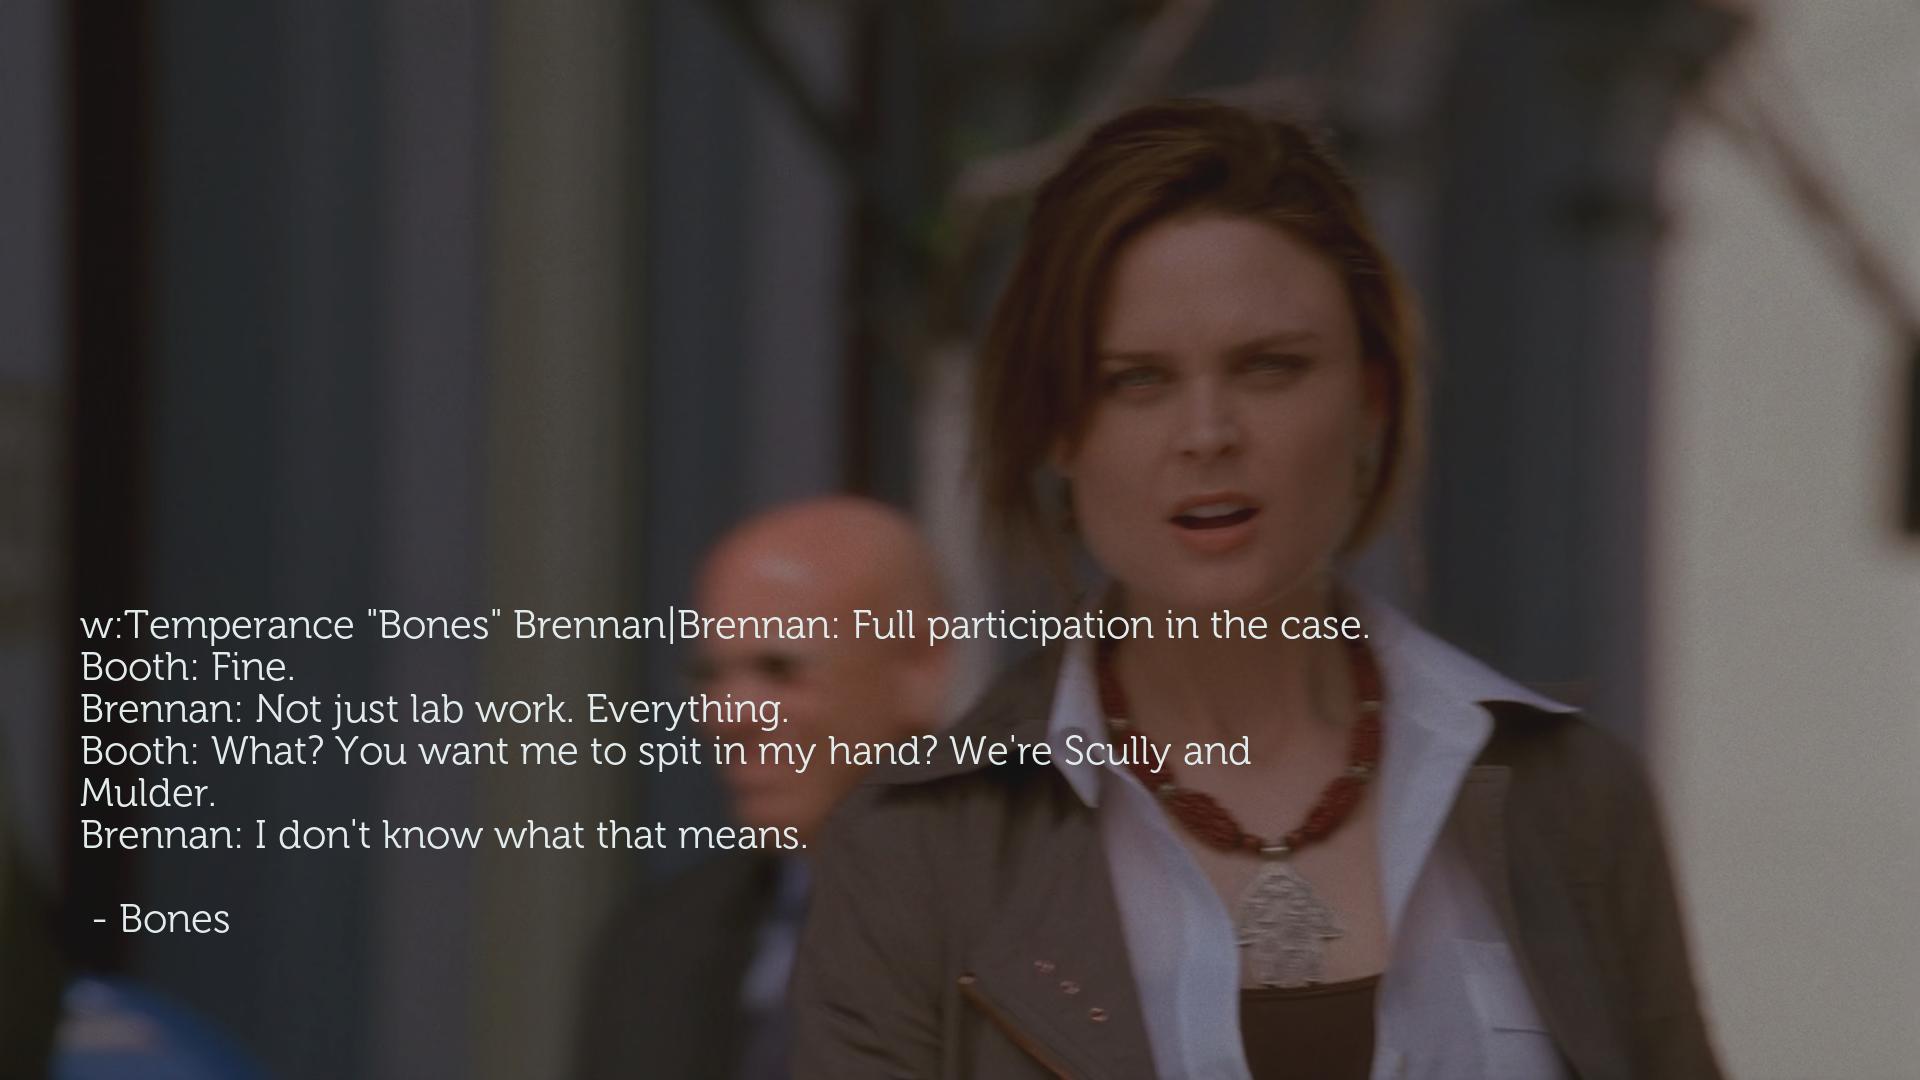 w:Temperance "Bones" Brennan|Brennan: Full participation in the case.
Booth: Fine.
Brennan: Not just lab work. Everything.
Booth: What? You want me to spit in my hand? We're Scully and
Mulder.
Brennan: I don't know what that means.
- Bones